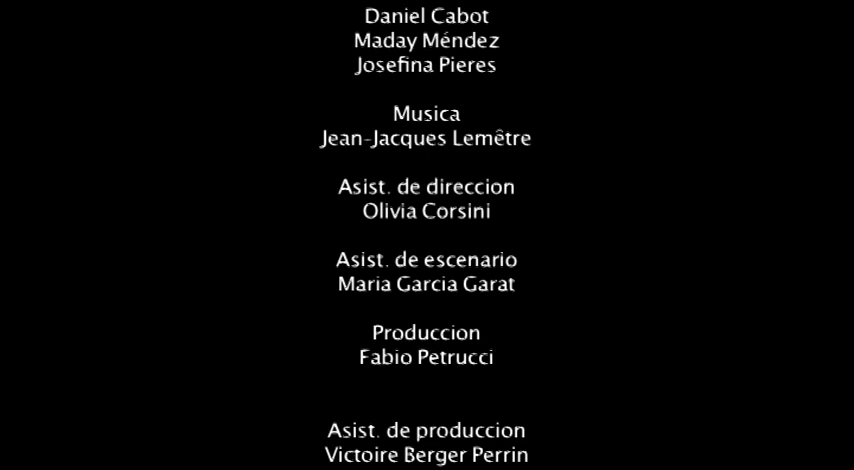 Daniel Cabot
Maday Méndez
Josefina Pieres
Musica
Jean-Jacques Lemêtre
Asist. de direccion
Olivia Corsini
Asist. de escenario
Maria Garcia Garat
Produccion
Fabio Petrucci
Asist. de produccion
Victoire Berger Perrin